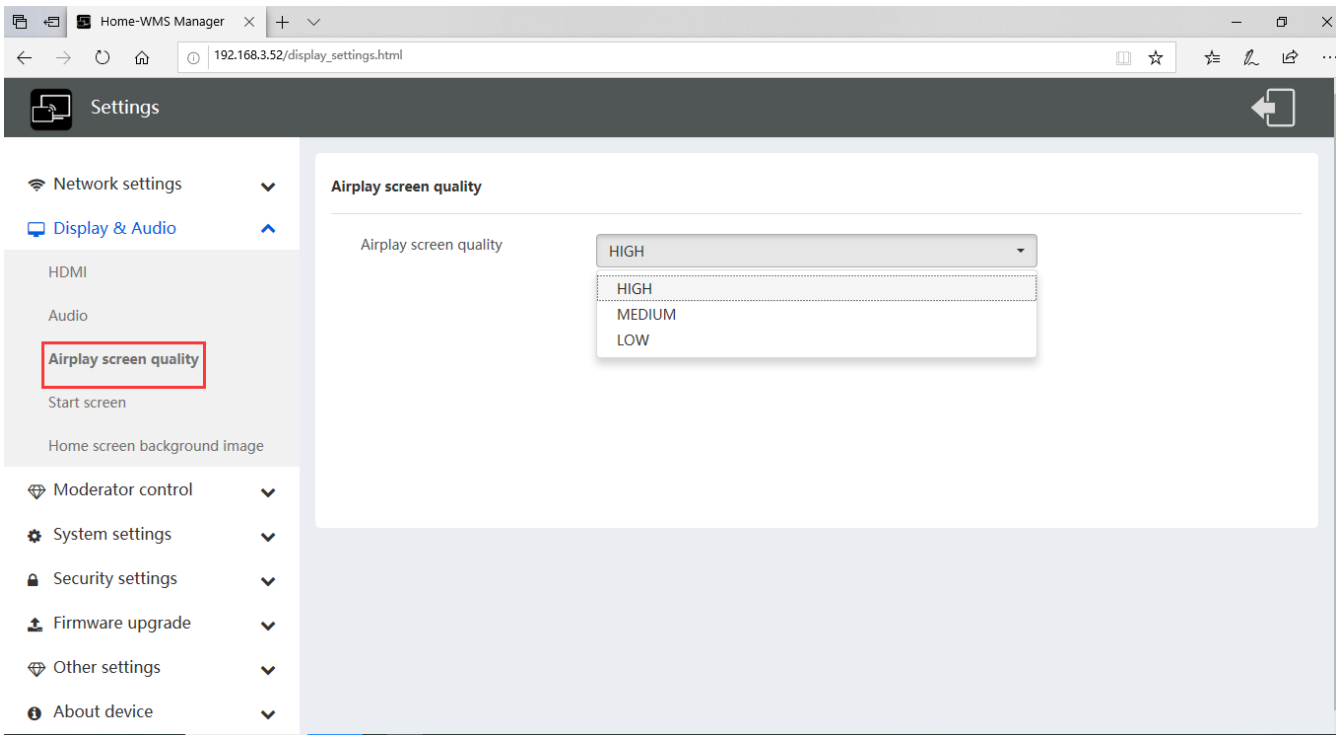 Home-WMS Manager
192.168.3.52/display_settings.html
Settings
Network settings
Display & Audio
HDMI
Audio
Airplay screen quality
Start screen
Home screen background image
Moderator control
System settings
Security settings
Firmware upgrade
Other settings
About device
Airplay screen quality
Airplay screen quality
HIGH
HIGH
MEDIUM
LOW